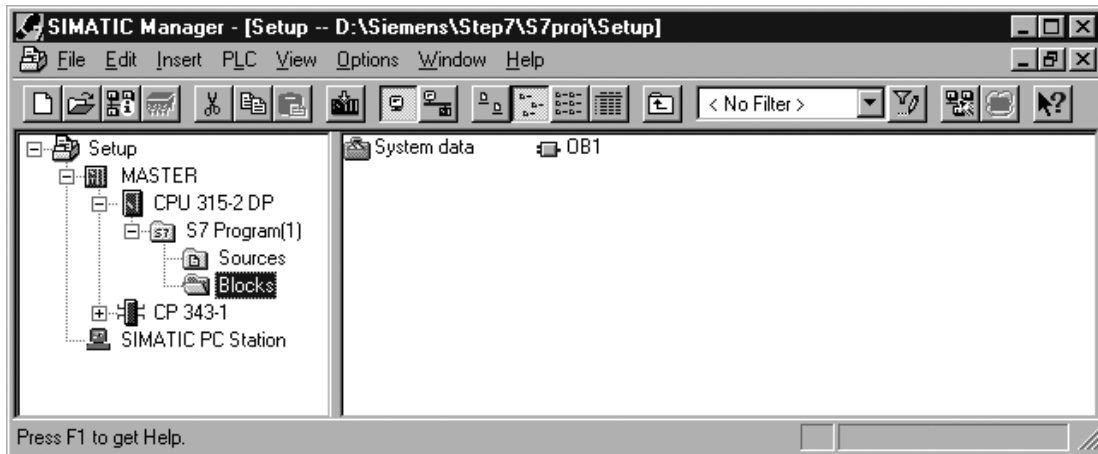 SIMATIC Manager - [Setup -- D:\Siemens\Step7\S7proj\Setup]
File Edit Insert PLC View Options Window Help
< No Filter >
Setup
MASTER
CPU 315-2 DP
S7 Program(1)
Sources
Blocks
CP 343-1
SIMATIC PC Station
System data OB1
Press F1 to get Help.